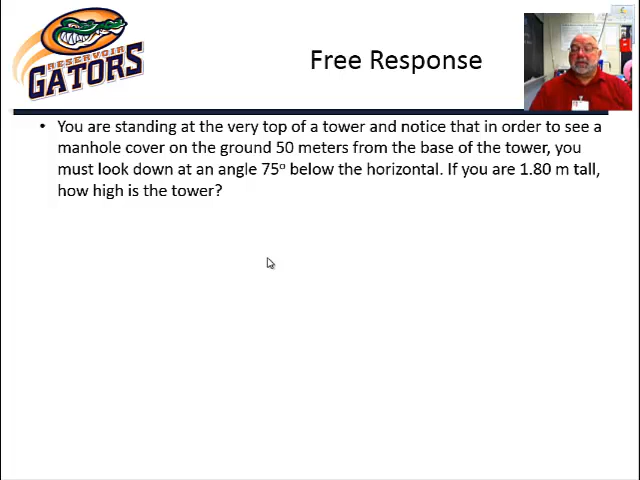 RESERVOIR
GATORS
Free Response
• You are standing at the very top of a tower and notice that in order to see a
manhole cover on the ground 50 meters from the base of the tower, you
must look down at an angle 75° below the horizontal. If you are 1.80 m tall,
how high is the tower?